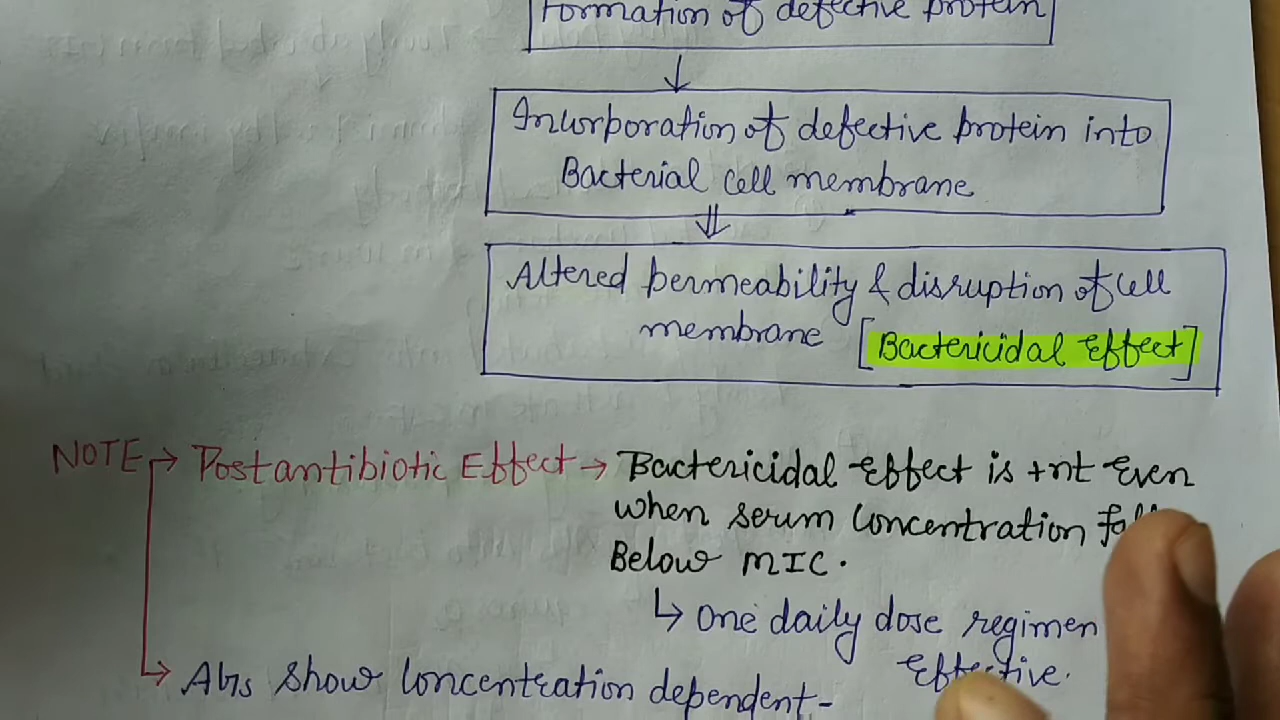 Formation of defective protein
Incorporation of defective protein into
Bacterial cell membrane
Altered permeability & disruption of cell
membrane [Bactericidal Effect]
NOTE → Postantibiotic Effect → Bactericidal effect is +nt Even
when serum concentration
Below MIC.
↳ One daily dose regimen
Effective.
→ ABs show concentration dependent-